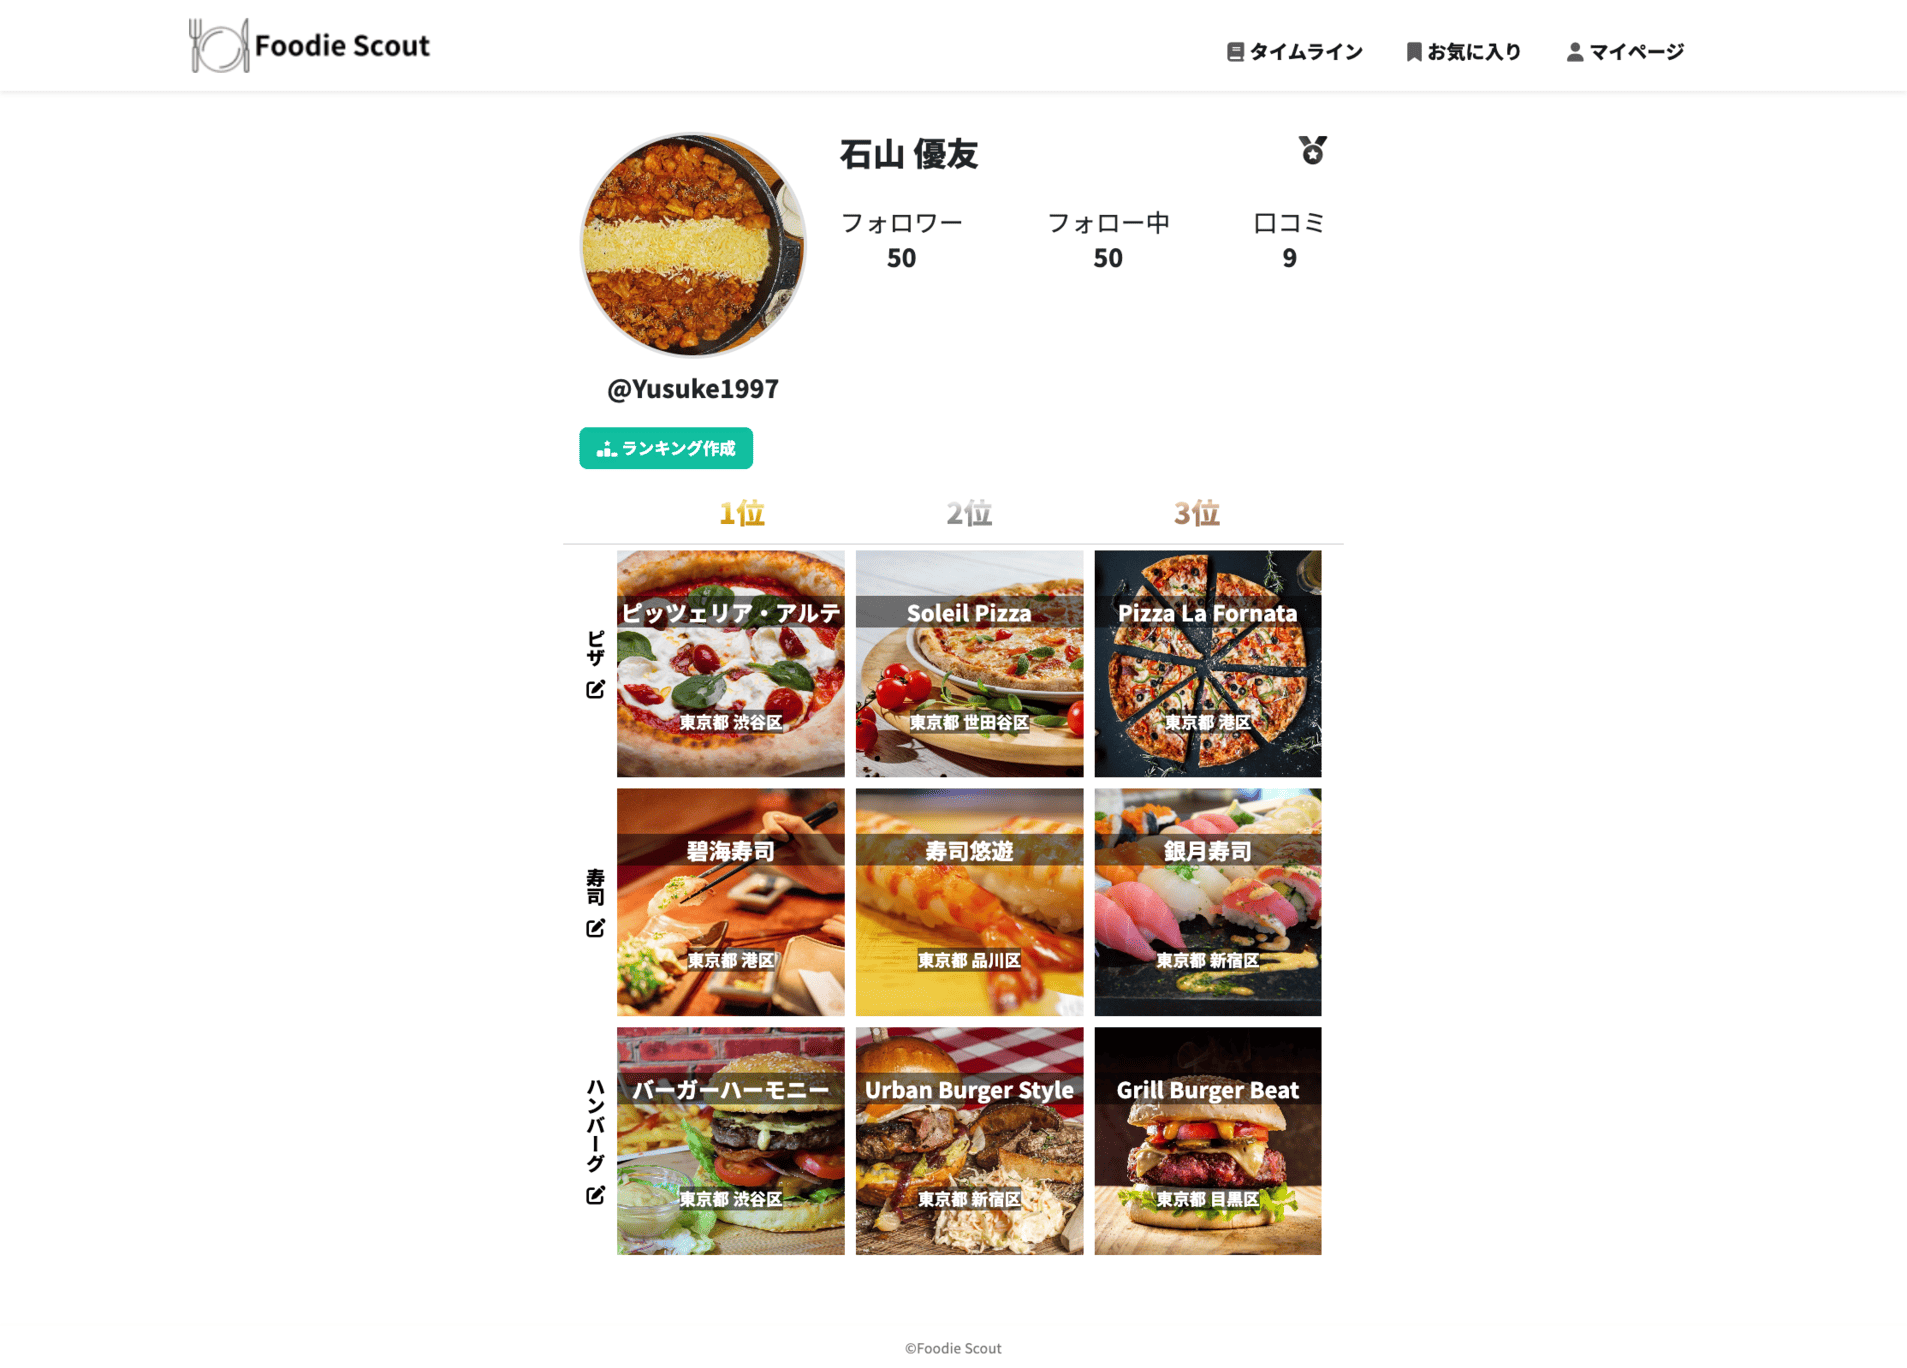 Foodie Scout
タイムライン
お気に入り
マイページ
石山 優友
フォロワー
50
フォロー中
50
口コミ
9
@Yusuke1997
ランキング作成
1位
2位
3位
ピザ
ピッツェリア・アルテ
東京都 渋谷区
Soleil Pizza
東京都 世田谷区
Pizza La Fornata
東京都 港区
寿司
碧海寿司
東京都 港区
寿司悠遊
東京都 品川区
銀月寿司
東京都 新宿区
ハンバーグ
バーガーハーモニー
東京都 渋谷区
Urban Burger Style
東京都 新宿区
Grill Burger Beat
東京都 目黒区
©Foodie Scout